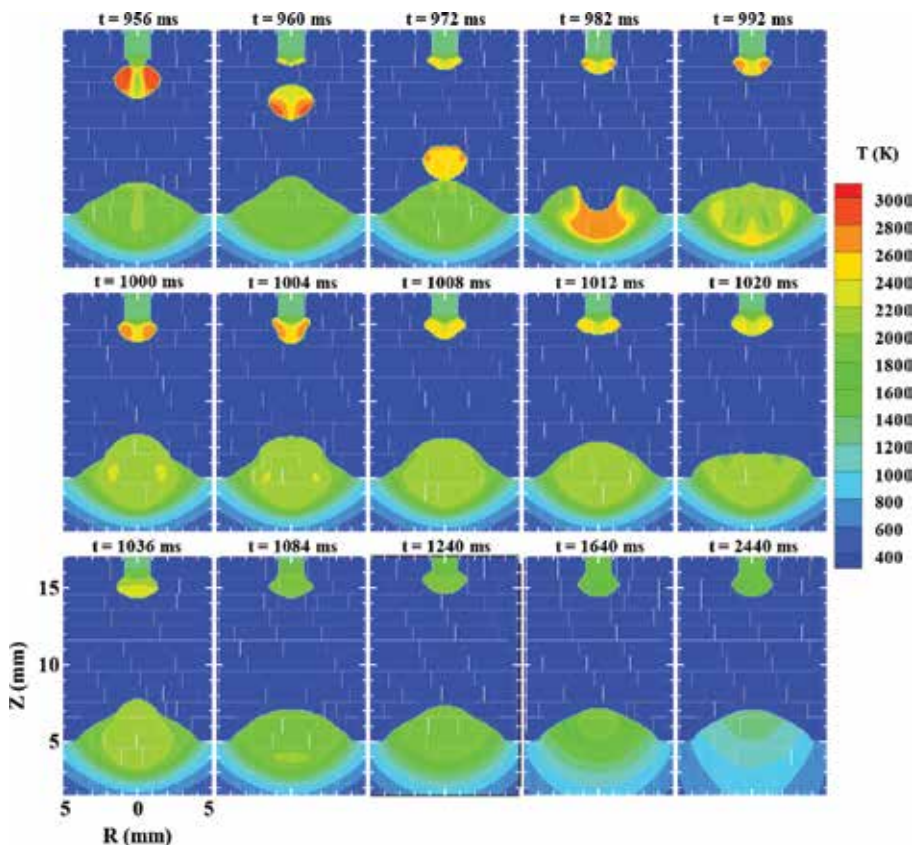 t = 956 ms t = 960 ms t = 972 ms t = 982 ms t = 992 ms
T (K)
3000
2800
2600
2400
2200
2000
1800
1600
1400
1200
1000
800
600
400
t = 1000 ms t = 1004 ms t = 1008 ms t = 1012 ms t = 1020 ms
t = 1036 ms t = 1084 ms t = 1240 ms t = 1640 ms t = 2440 ms
15
10
5
Z (mm)
5 0 5
R (mm)